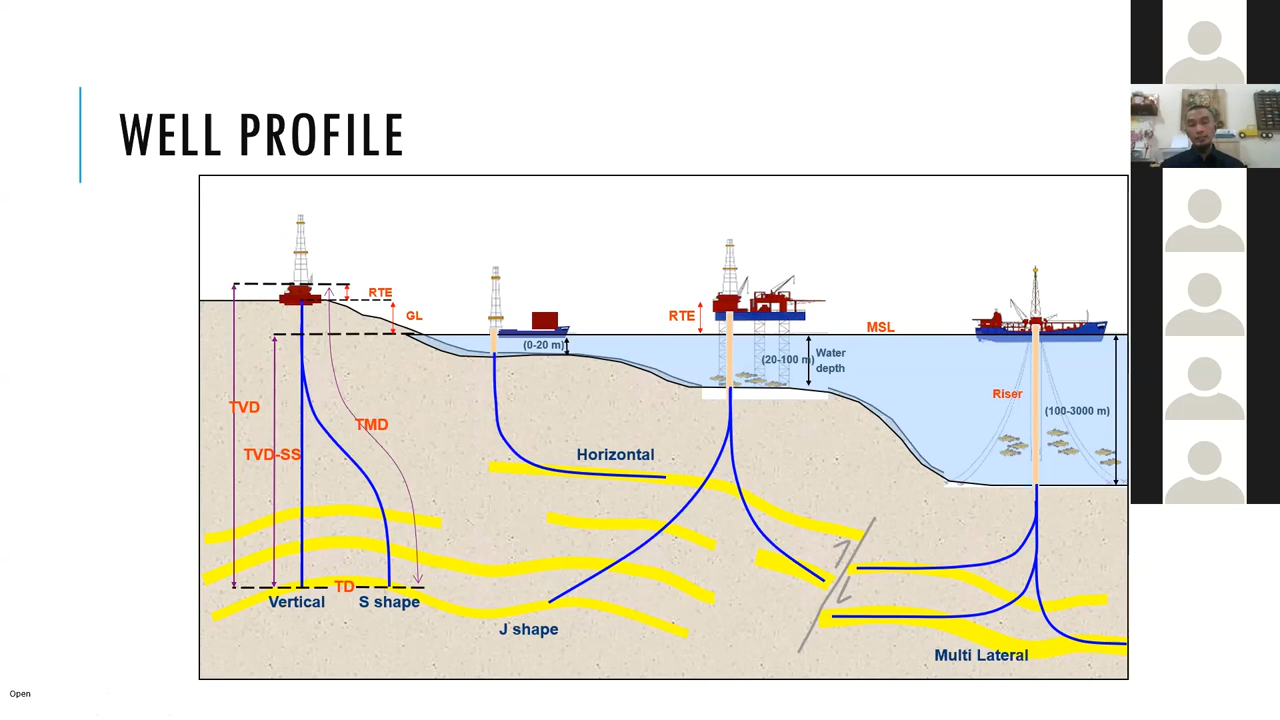 WELL PROFILE
RTE
GL
RTE
MSL
(0-20 m)
(20-100 m)
Water
depth
Riser
(100-3000 m)
TVD
TMD
TVD-SS
Horizontal
TD
Vertical
S shape
J shape
Multi Lateral
Open